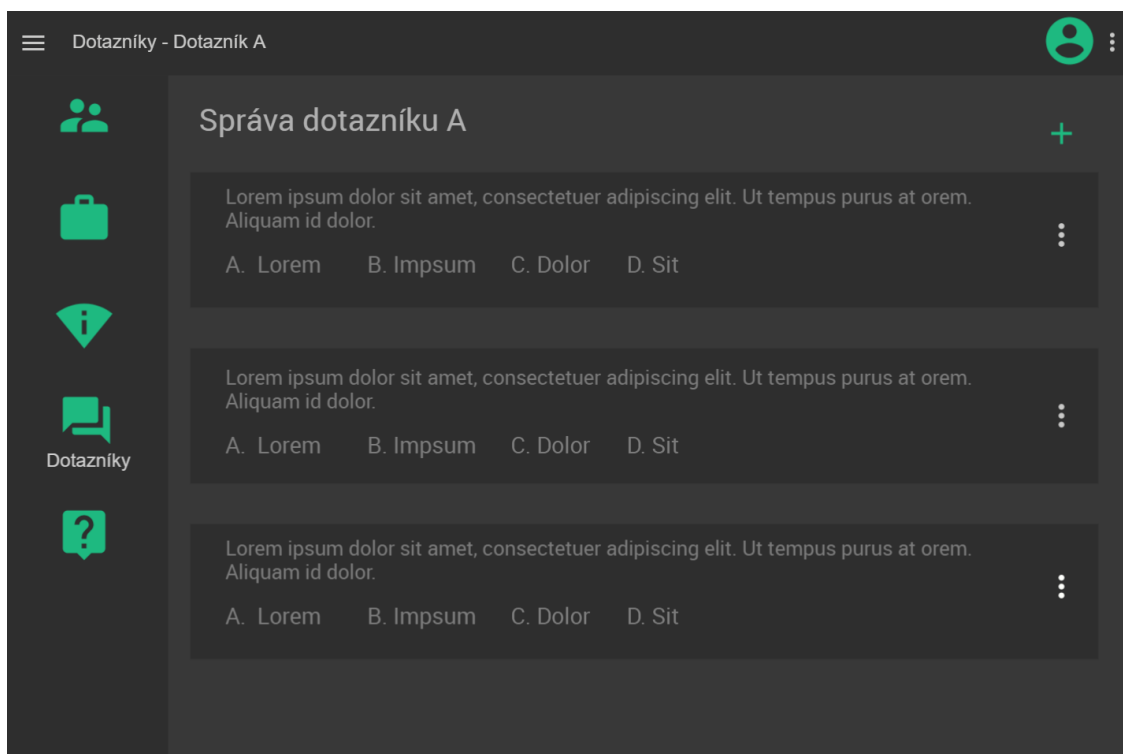 Dotazníky - Dotazník A
Správa dotazníku A
Lorem ipsum dolor sit amet, consectetuer adipiscing elit. Ut tempus purus at orem.
Aliquam id dolor.
A. Lorem B. Impsum C. Dolor D. Sit
Lorem ipsum dolor sit amet, consectetuer adipiscing elit. Ut tempus purus at orem.
Aliquam id dolor.
A. Lorem B. Impsum C. Dolor D. Sit
Dotazníky
Lorem ipsum dolor sit amet, consectetuer adipiscing elit. Ut tempus purus at orem.
Aliquam id dolor.
A. Lorem B. Impsum C. Dolor D. Sit